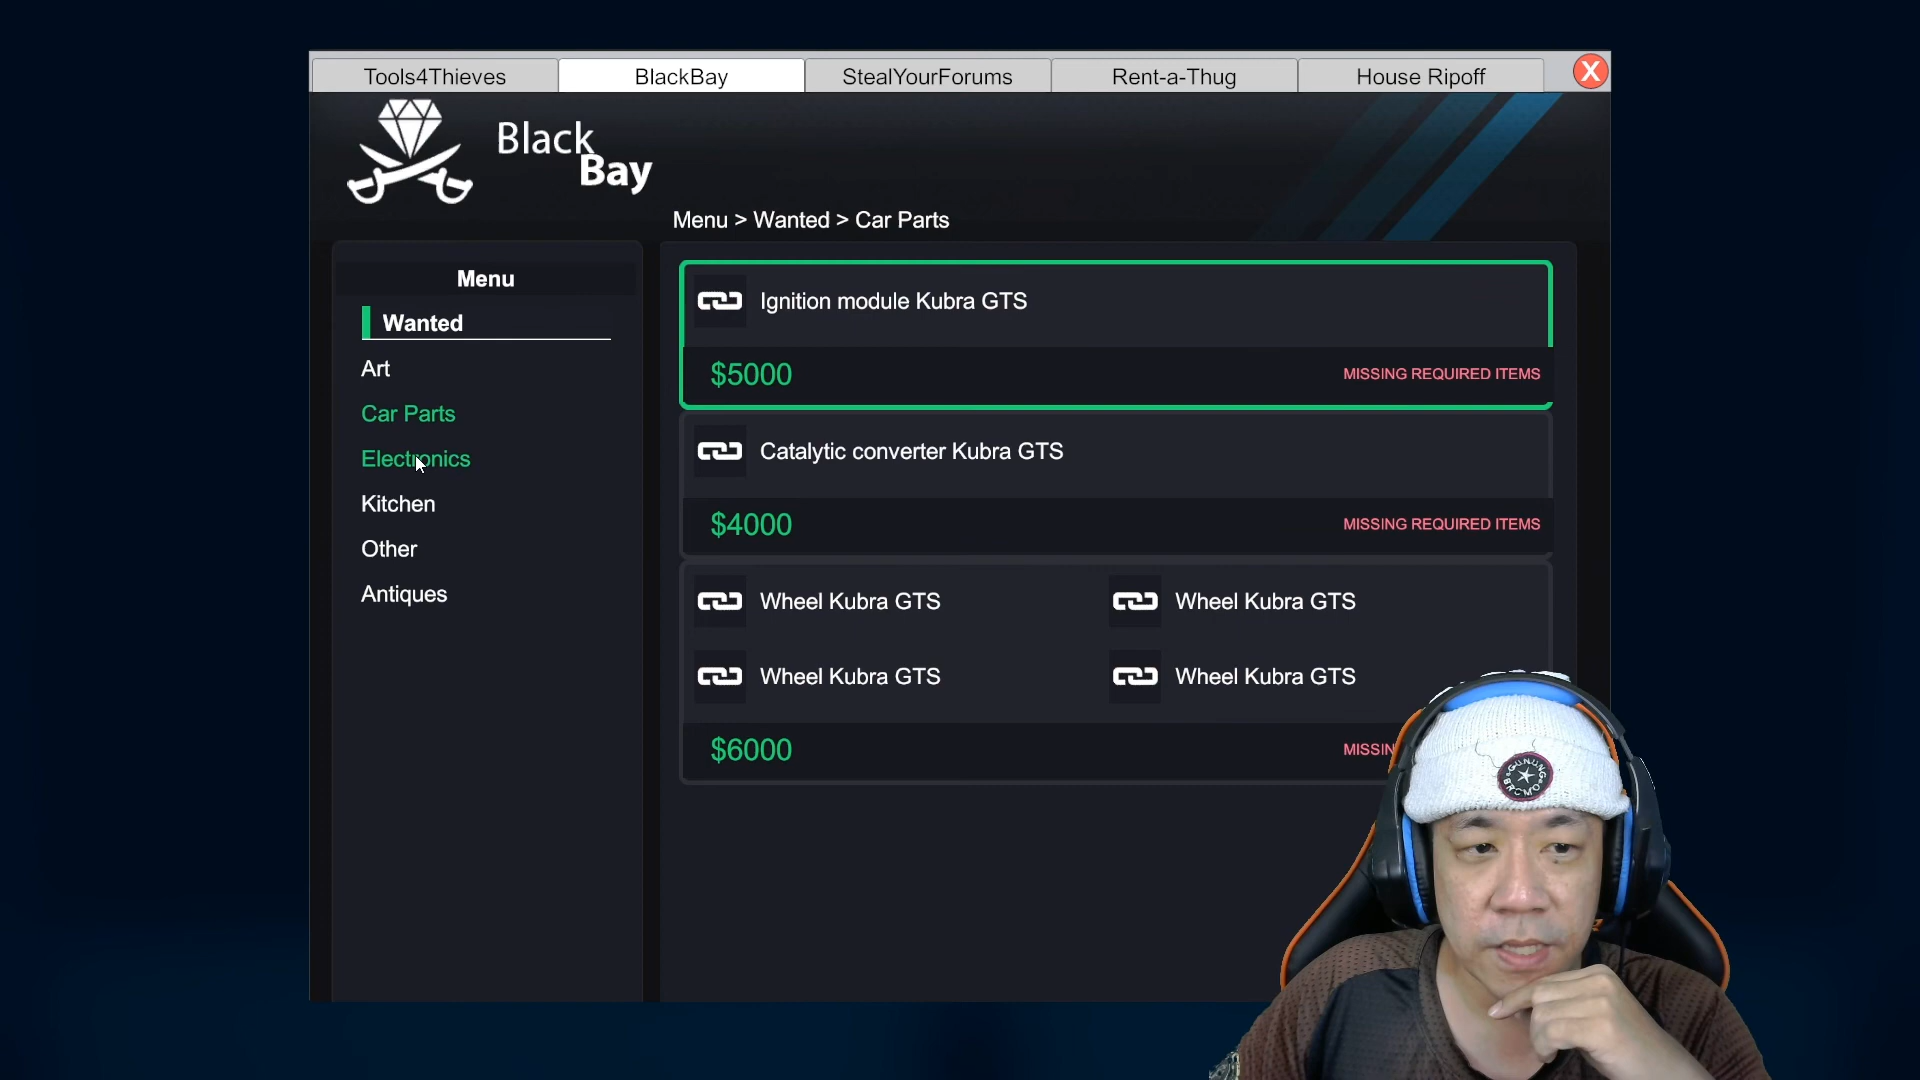 Tools4Thieves BlackBay StealYourForums Rent-a-Thug House Ripoff X
Black
Bay
Menu > Wanted > Car Parts
Menu
Wanted
Art
Car Parts
Electronics
Kitchen
Other
Antiques
Ignition module Kubra GTS
$5000 MISSING REQUIRED ITEMS
Catalytic converter Kubra GTS
$4000 MISSING REQUIRED ITEMS
Wheel Kubra GTS Wheel Kubra GTS
Wheel Kubra GTS Wheel Kubra GTS
$6000 MISSIN
GUNUNG
BROMO